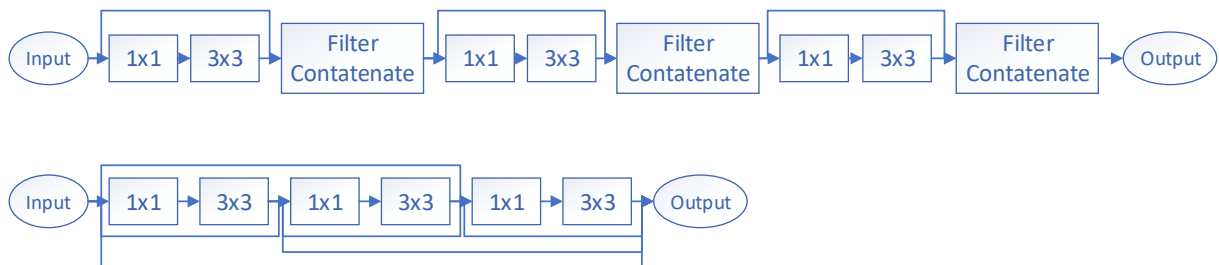 Input
1x1
3x3
Filter
Contatenate
1x1
3x3
Filter
Contatenate
1x1
3x3
Filter
Contatenate
Output
Input
1x1
3x3
1x1
3x3
1x1
3x3
Output